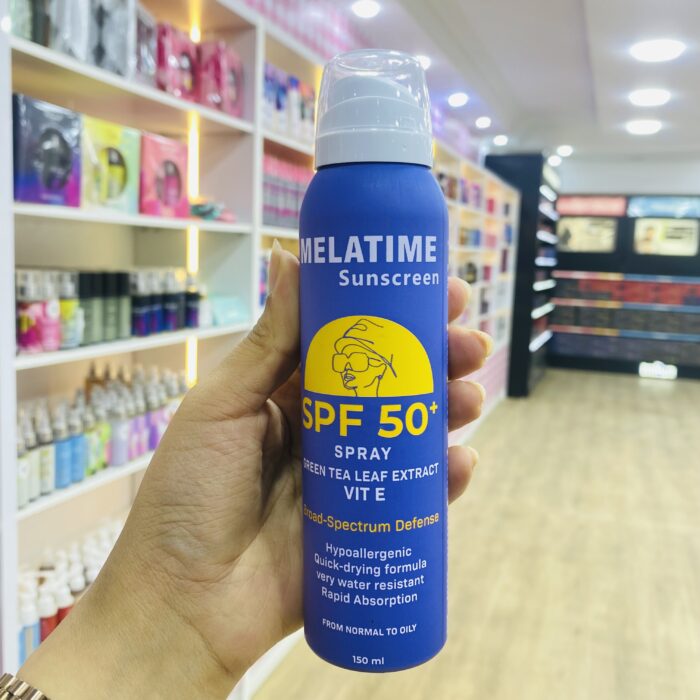 MELATIME
Sunscreen
SPF 50+
SPRAY
GREEN TEA LEAF EXTRACT
VIT E
Broad-Spectrum Defense
Hypoallergenic
Quick-drying formula
very water resistant
Rapid Absorption
FROM NORMAL TO OILY
150 ml